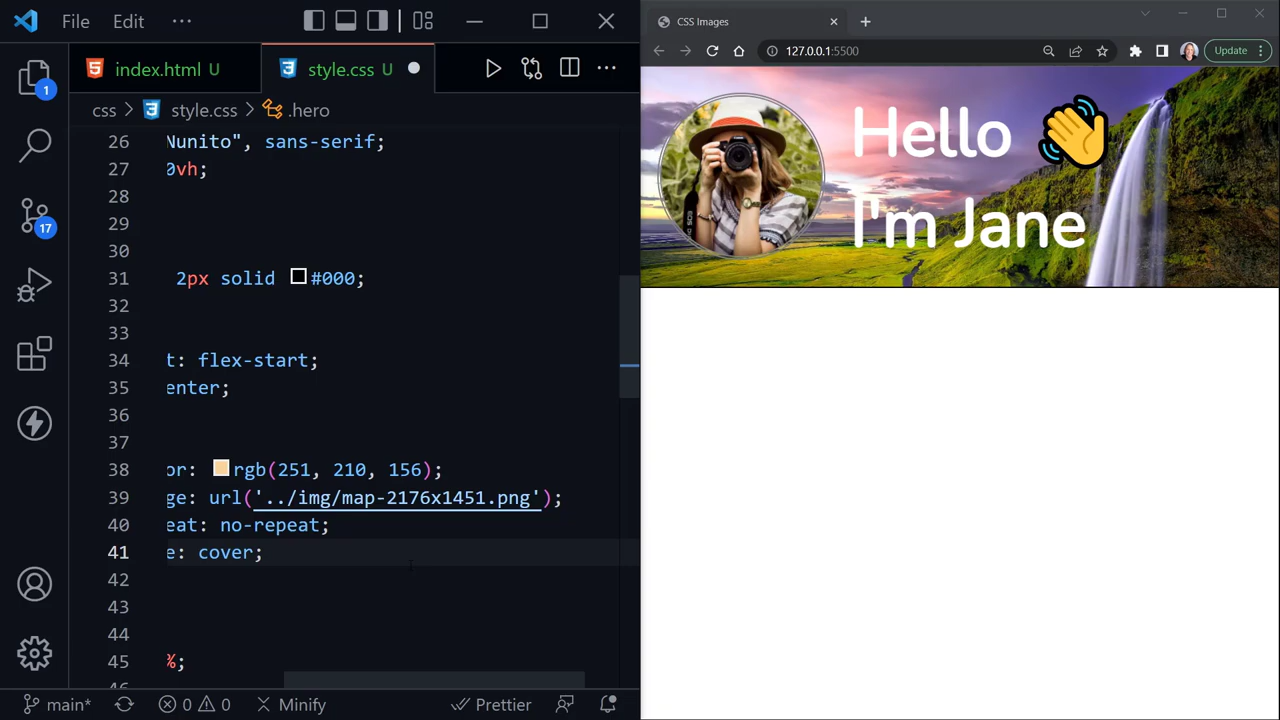 File Edit ···
index.html U style.css U
css > style.css > .hero
26 Nunito", sans-serif;
27 0vh;
28
29
30
31 2px solid #000;
32
33
34 t: flex-start;
35 enter;
36
37
38 or: rgb(251, 210, 156);
39 ge: url('../img/map-2176x1451.png');
40 eat: no-repeat;
41 e: cover;
42
43
44
45 %;
46
1
17
main* 0 0 Minify Prettier
CSS Images
127.0.0.1:5500 Update
Hello 👋
I'm Jane